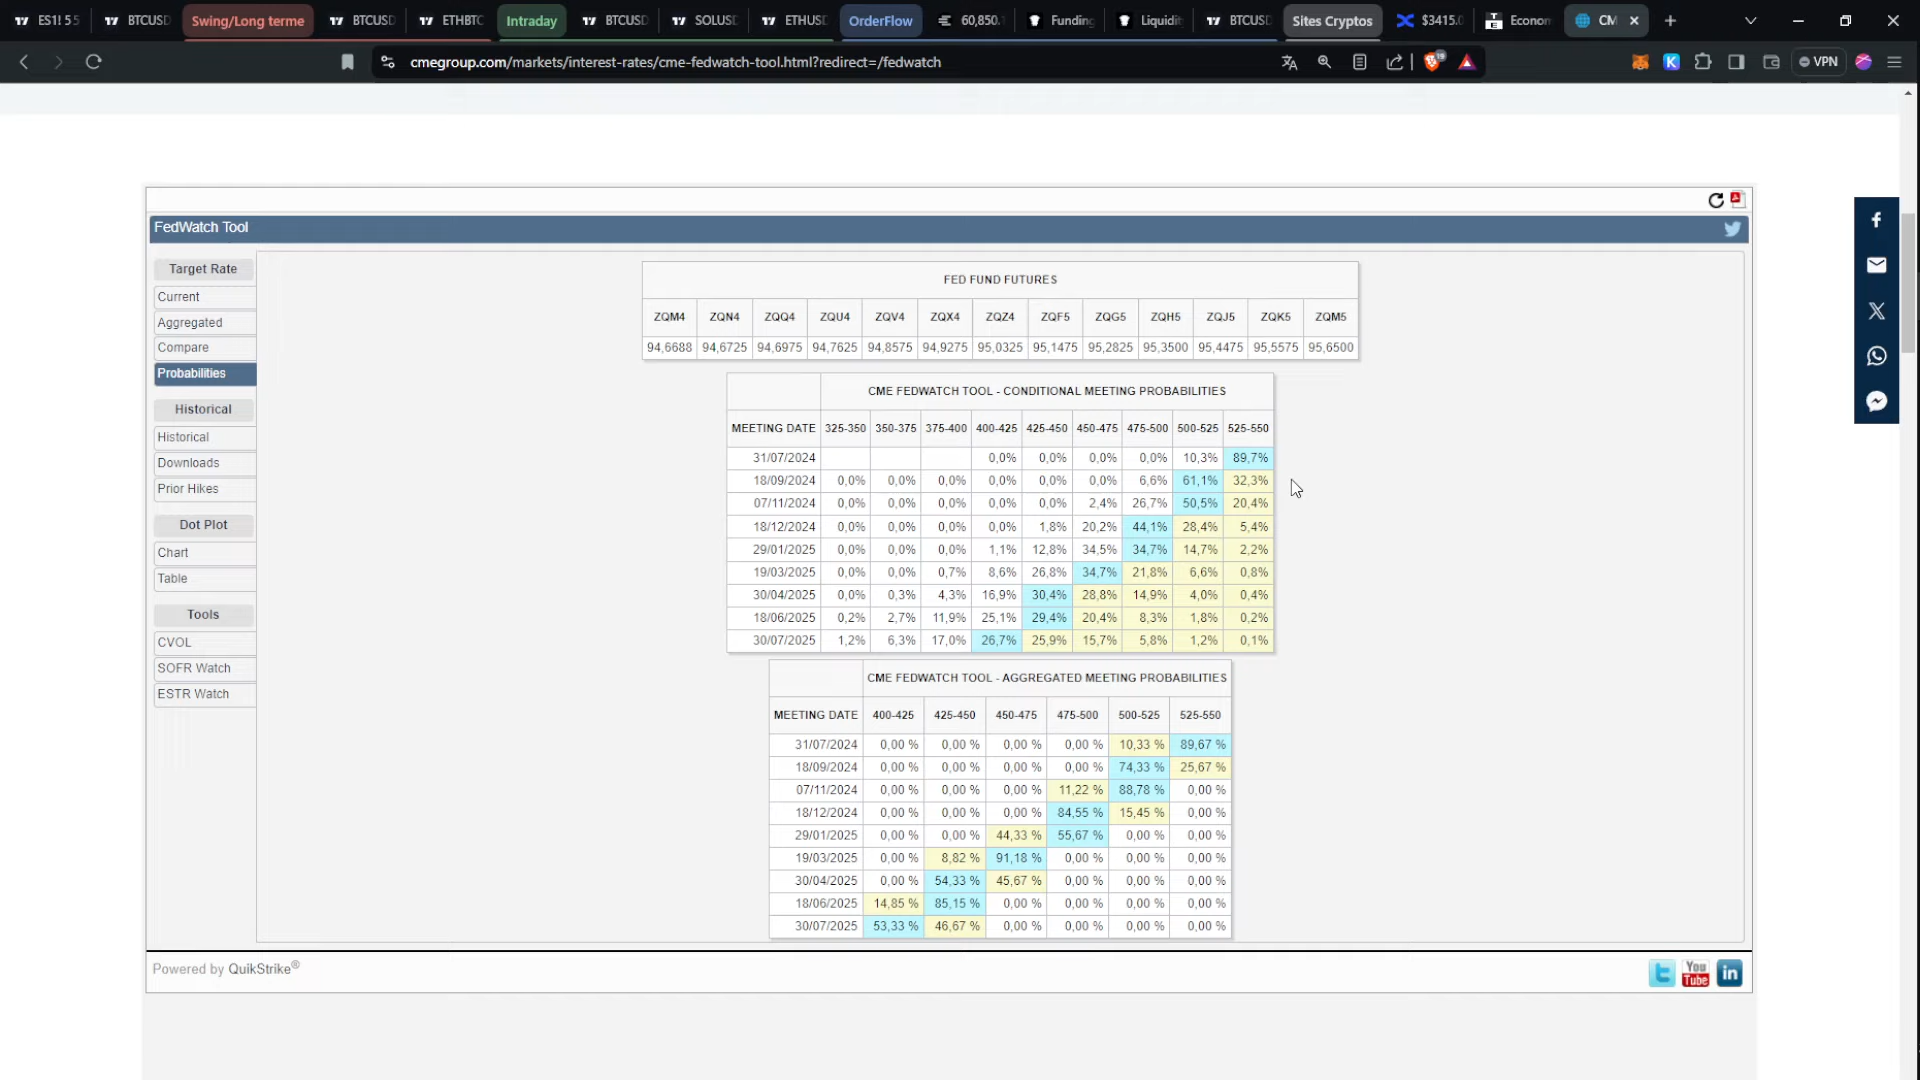 ES1! 5 5 BTCUSD Swing/Long terme BTCUSD ETHBTC Intraday BTCUSD SOLUSD ETHUSD OrderFlow 60,850. Funding Liquidit BTCUSD Sites Cryptos $3415.0 Econom CM
cmegroup.com/markets/interest-rates/cme-fedwatch-tool.html?redirect=/fedwatch VPN
FedWatch Tool
Target Rate
Current
Aggregated
Compare
Probabilities
Historical
Historical
Downloads
Prior Hikes
Dot Plot
Chart
Table
Tools
CVOL
SOFR Watch
ESTR Watch
FED FUND FUTURES
ZQM4 ZQN4 ZQQ4 ZQU4 ZQV4 ZQX4 ZQZ4 ZQF5 ZQG5 ZQH5 ZQJ5 ZQK5 ZQM5
94,6688 94,6725 94,6975 94,7625 94,8575 94,9275 95,0325 95,1475 95,2825 95,3500 95,4475 95,5575 95,6500
CME FEDWATCH TOOL - CONDITIONAL MEETING PROBABILITIES
MEETING DATE 325-350 350-375 375-400 400-425 425-450 450-475 475-500 500-525 525-550
31/07/2024 0,0% 0,0% 0,0% 0,0% 10,3% 89,7%
18/09/2024 0,0% 0,0% 0,0% 0,0% 0,0% 0,0% 6,6% 61,1% 32,3%
07/11/2024 0,0% 0,0% 0,0% 0,0% 0,0% 2,4% 26,7% 50,5% 20,4%
18/12/2024 0,0% 0,0% 0,0% 0,0% 1,8% 20,2% 44,1% 28,4% 5,4%
29/01/2025 0,0% 0,0% 0,0% 1,1% 12,8% 34,5% 34,7% 14,7% 2,2%
19/03/2025 0,0% 0,0% 0,7% 8,6% 26,8% 34,7% 21,8% 6,6% 0,8%
30/04/2025 0,0% 0,3% 4,3% 16,9% 30,4% 28,8% 14,9% 4,0% 0,4%
18/06/2025 0,2% 2,7% 11,9% 25,1% 29,4% 20,4% 8,3% 1,8% 0,2%
30/07/2025 1,2% 6,3% 17,0% 26,7% 25,9% 15,7% 5,8% 1,2% 0,1%
CME FEDWATCH TOOL - AGGREGATED MEETING PROBABILITIES
MEETING DATE 400-425 425-450 450-475 475-500 500-525 525-550
31/07/2024 0,00 % 0,00 % 0,00 % 0,00 % 10,33 % 89,67 %
18/09/2024 0,00 % 0,00 % 0,00 % 0,00 % 74,33 % 25,67 %
07/11/2024 0,00 % 0,00 % 0,00 % 11,22 % 88,78 % 0,00 %
18/12/2024 0,00 % 0,00 % 0,00 % 84,55 % 15,45 % 0,00 %
29/01/2025 0,00 % 0,00 % 44,33 % 55,67 % 0,00 % 0,00 %
19/03/2025 0,00 % 8,82 % 91,18 % 0,00 % 0,00 % 0,00 %
30/04/2025 0,00 % 54,33 % 45,67 % 0,00 % 0,00 % 0,00 %
18/06/2025 14,85 % 85,15 % 0,00 % 0,00 % 0,00 % 0,00 %
30/07/2025 53,33 % 46,67 % 0,00 % 0,00 % 0,00 % 0,00 %
Powered by QuikStrike®
You Tube in